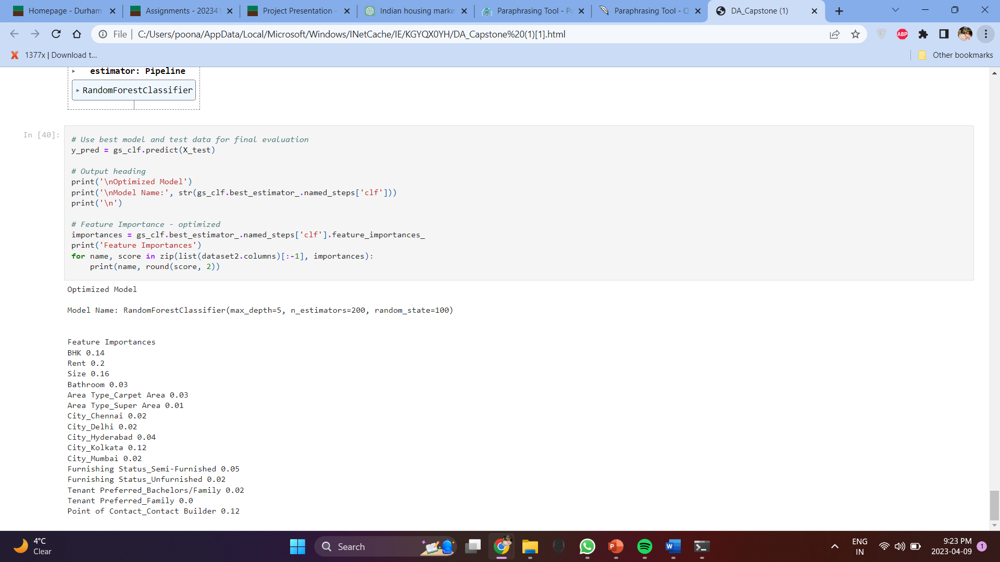 Homepage - Durham
Assignments - 20234
Project Presentation -
Indian housing marke
Paraphrasing Tool - Pa
Paraphrasing Tool - Q
DA_Capstone (1)
File | C:/Users/poona/AppData/Local/Microsoft/Windows/INetCache/IE/KGYQX0YH/DA_Capstone%20(1)[1].html
ABP
1377x | Download t...
Other bookmarks
estimator: Pipeline
RandomForestClassifier
In [40]:
# Use best model and test data for final evaluation
y_pred = gs_clf.predict(X_test)
# Output heading
print('\nOptimized Model')
print('\nModel Name:', str(gs_clf.best_estimator_.named_steps['clf']))
print('\n')
# Feature Importance - optimized
importances = gs_clf.best_estimator_.named_steps['clf'].feature_importances_
print('Feature Importances')
for name, score in zip(list(dataset2.columns)[:-1], importances):
    print(name, round(score, 2))
Optimized Model
Model Name: RandomForestClassifier(max_depth=5, n_estimators=200, random_state=100)
Feature Importances
BHK 0.14
Rent 0.2
Size 0.16
Bathroom 0.03
Area Type_Carpet Area 0.03
Area Type_Super Area 0.01
City_Chennai 0.02
City_Delhi 0.02
City_Hyderabad 0.04
City_Kolkata 0.12
City_Mumbai 0.02
Furnishing Status_Semi-Furnished 0.05
Furnishing Status_Unfurnished 0.02
Tenant Preferred_Bachelors/Family 0.02
Tenant Preferred_Family 0.0
Point of Contact_Contact Builder 0.12
4°C
Clear
Search
ENG
IN
9:23 PM
2023-04-09
1